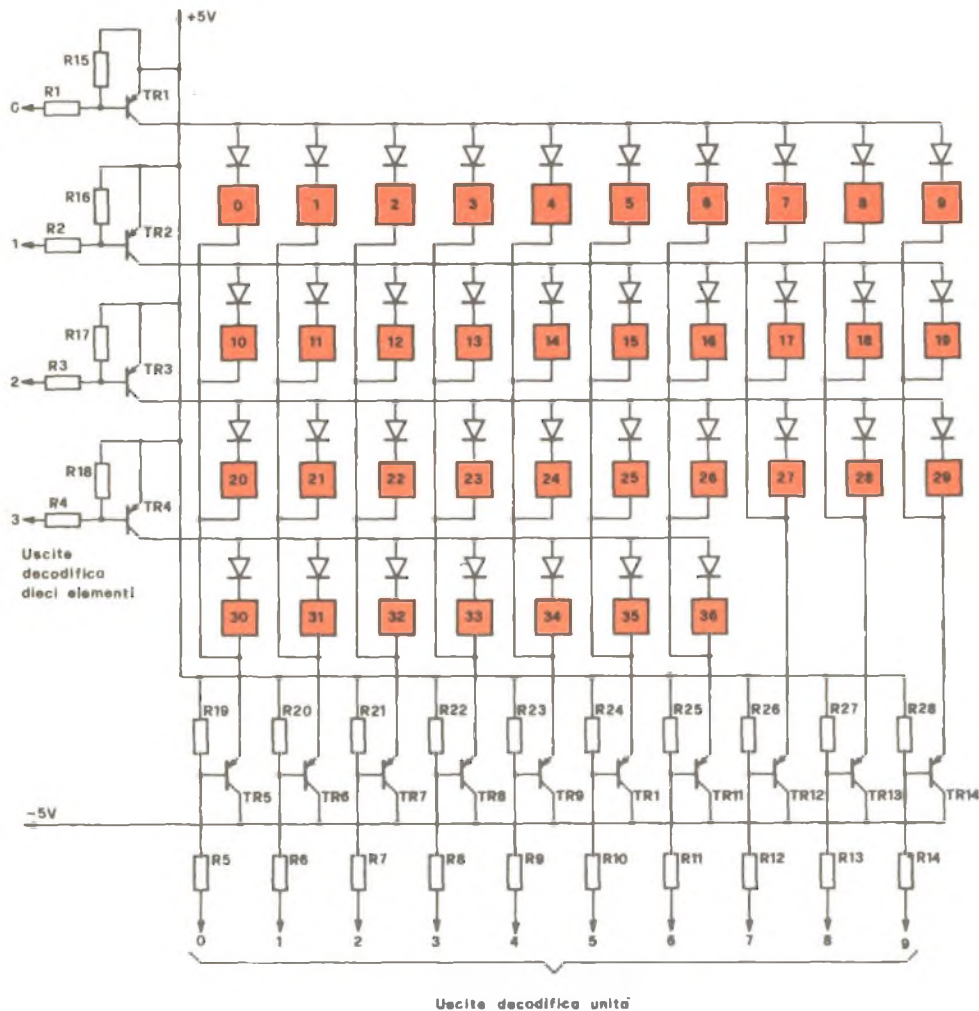 +5V
R15
R1
0
TR1
R16
0 1 2 3 4 5 6 7 8 9
R2
1
TR2
R17
10 11 12 13 14 15 16 17 18 19
R3
2
TR3
R18
20 21 22 23 24 25 26 27 28 29
R4
3
TR4
Uscite
decodifica
dieci elementi
30 31 32 33 34 35 36
R19 R20 R21 R22 R23 R24 R25 R26 R27 R28
TR5 TR6 TR7 TR8 TR9 TR1 TR11 TR12 TR13 TR14
-5V
R5 R6 R7 R8 R9 R10 R11 R12 R13 R14
0 1 2 3 4 5 6 7 8 9
Uscite decodifica unità